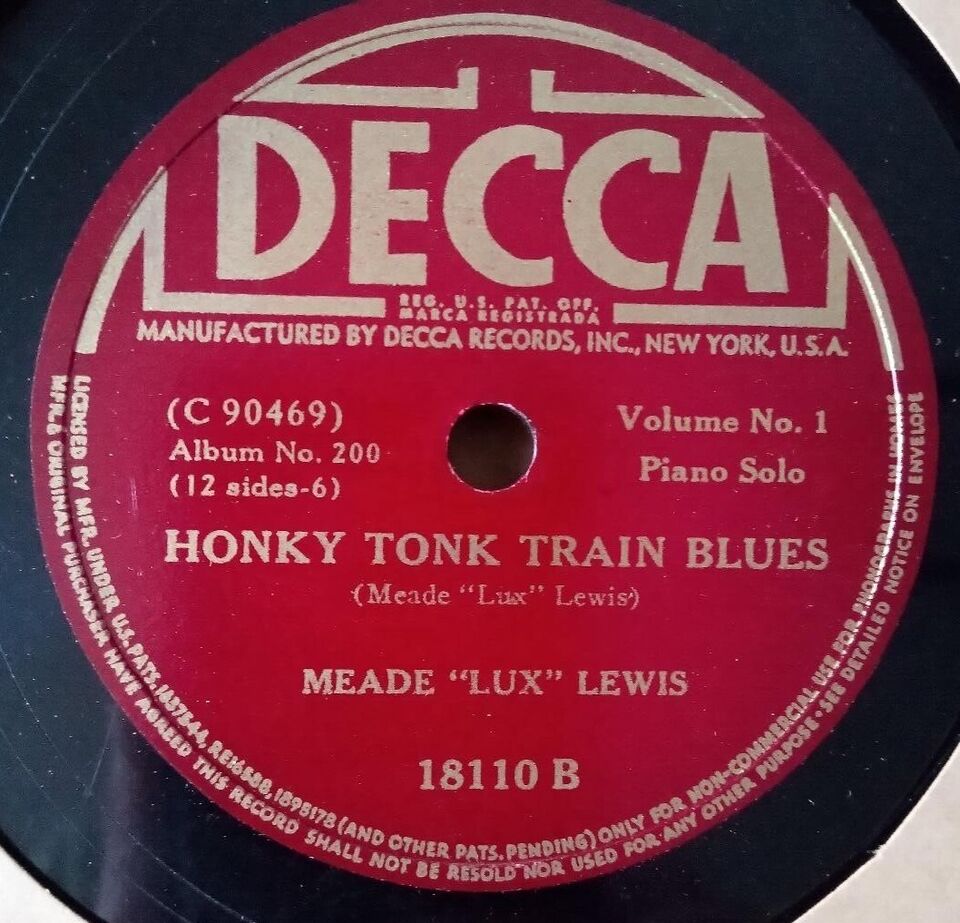 DECCA
REG. U.S. PAT. OFF.
MARCA REGISTRADA
MANUFACTURED BY DECCA RECORDS, INC., NEW YORK, U.S.A.
(C 90469)
Album No. 200
(12 sides-6)
Volume No. 1
Piano Solo
HONKY TONK TRAIN BLUES
(Meade "Lux" Lewis)
MEADE "LUX" LEWIS
18110 B
LICENSED BY MFR. UNDER U.S. PATS. 1637544, RE16588, 1895178 (AND OTHER PATS. PENDING) ONLY FOR NON-COMMERCIAL USE FOR PHONOGRAPHS IN HOMES
MFR. & ORIGINAL PURCHASER HAVE AGREED THIS RECORD SHALL NOT BE RESOLD NOR USED FOR ANY OTHER PURPOSE • SEE DETAILED NOTICE ON ENVELOPE